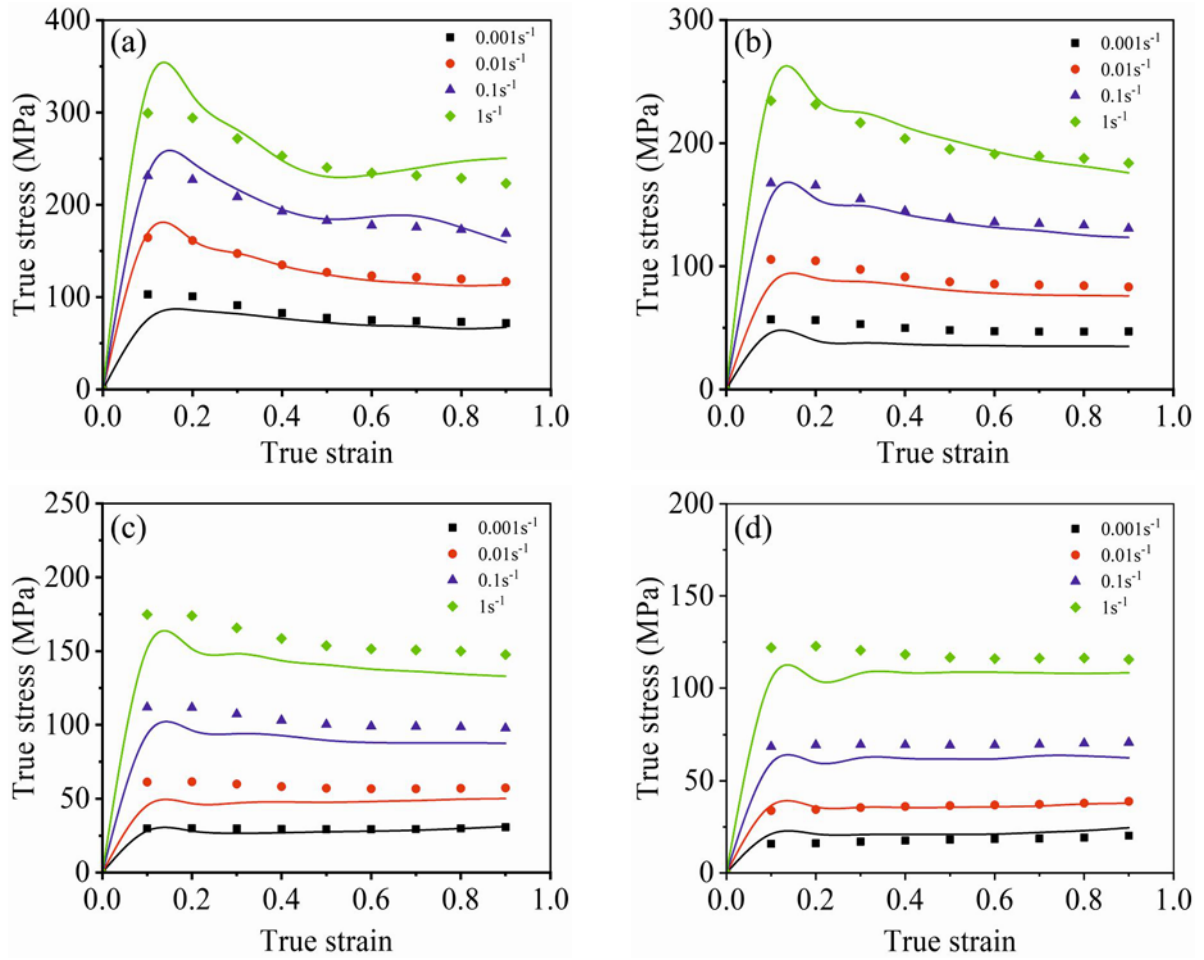 (a)
0.001s⁻¹
0.01s⁻¹
0.1s⁻¹
1s⁻¹
400
300
200
100
0
True stress (MPa)
0.0 0.2 0.4 0.6 0.8 1.0
True strain
(b)
0.001s⁻¹
0.01s⁻¹
0.1s⁻¹
1s⁻¹
300
200
100
0
True stress (MPa)
0.0 0.2 0.4 0.6 0.8 1.0
True strain
(c)
0.001s⁻¹
0.01s⁻¹
0.1s⁻¹
1s⁻¹
250
200
150
100
50
0
True stress (MPa)
0.0 0.2 0.4 0.6 0.8 1.0
True strain
(d)
0.001s⁻¹
0.01s⁻¹
0.1s⁻¹
1s⁻¹
200
150
100
50
0
True stress (MPa)
0.0 0.2 0.4 0.6 0.8 1.0
True strain